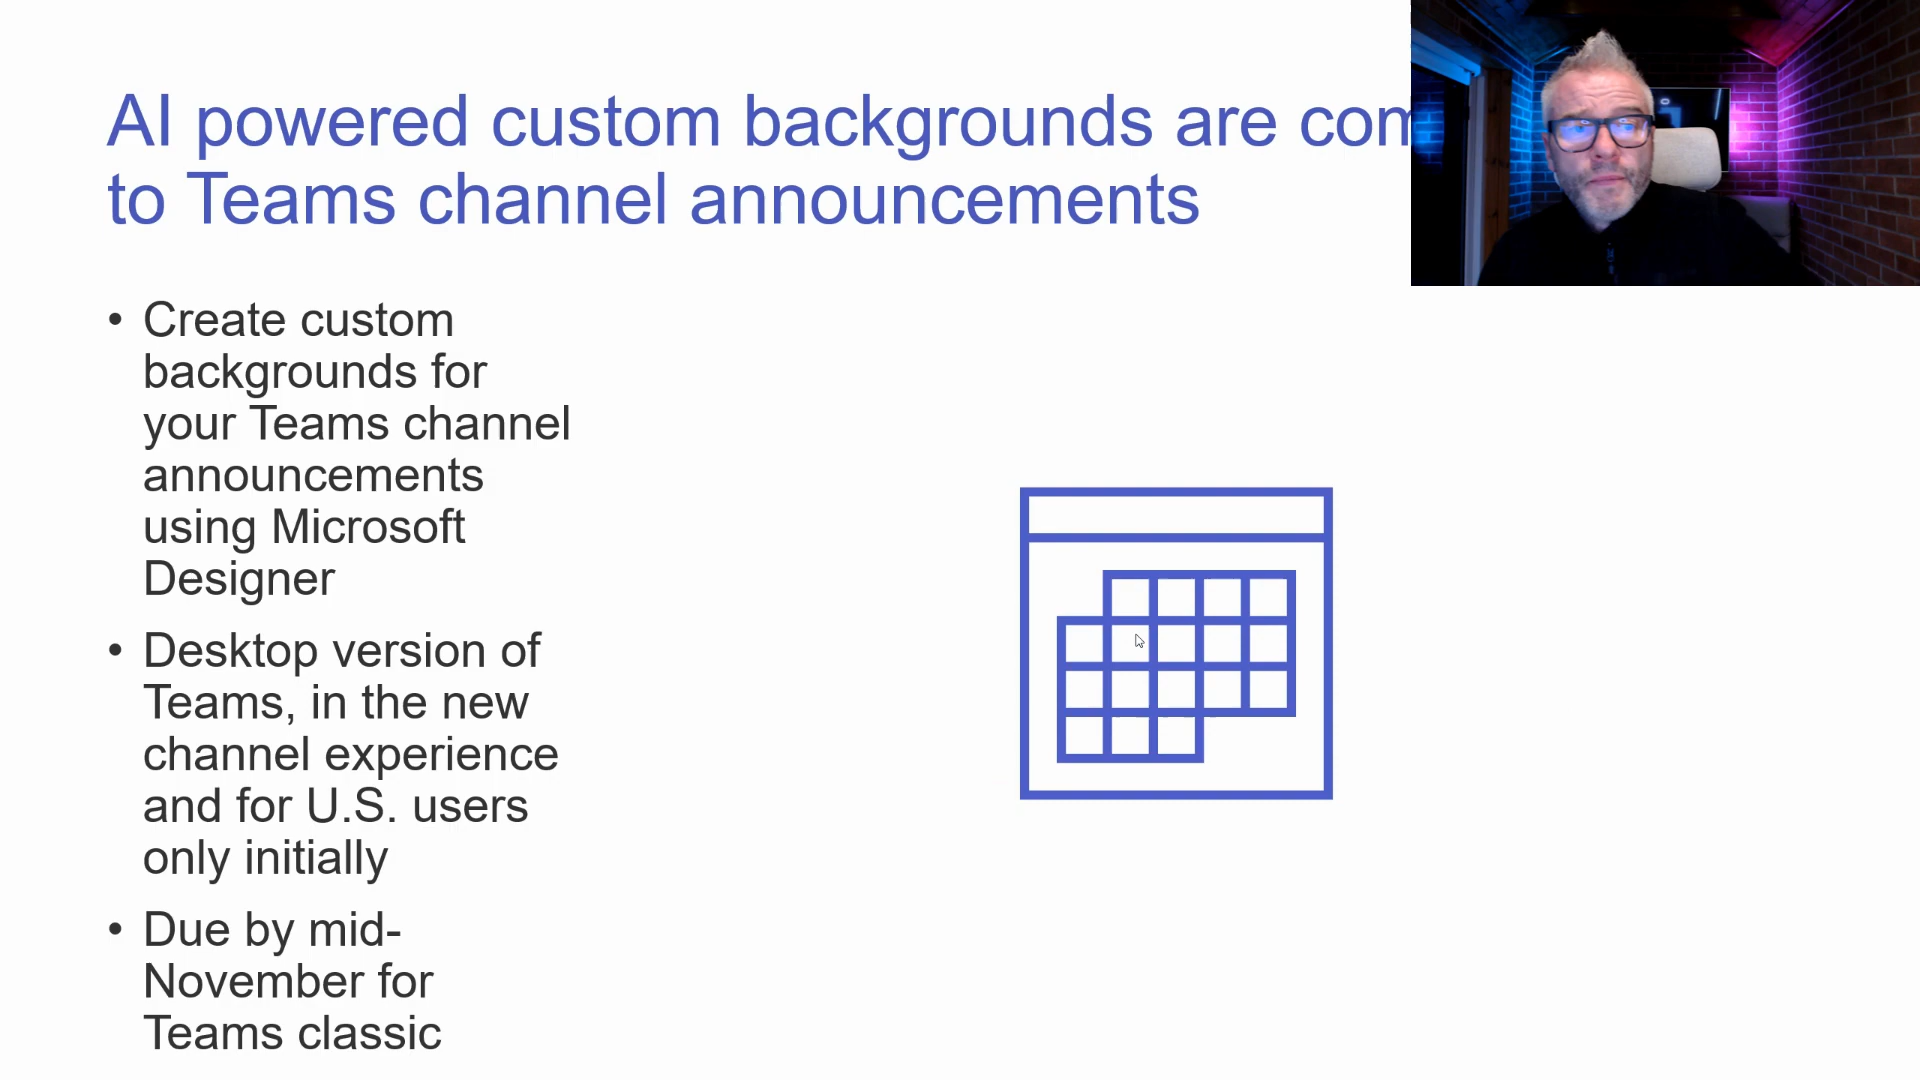 AI powered custom backgrounds are com
to Teams channel announcements
• Create custom
backgrounds for
your Teams channel
announcements
using Microsoft
Designer
• Desktop version of
Teams, in the new
channel experience
and for U.S. users
only initially
• Due by mid-
November for
Teams classic